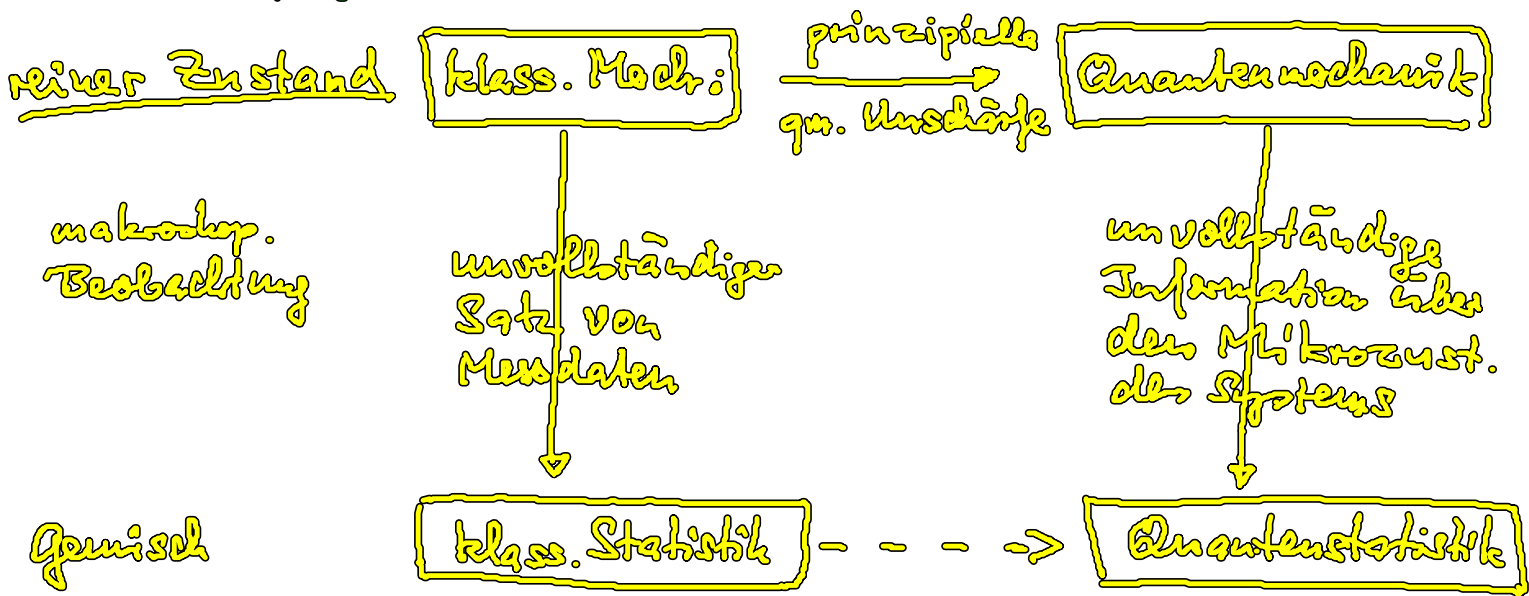 reiner Zustand
klass. Mech.
prinzipielle
qm. Unschärfe
Quantenmechanik
makroskop.
Beobachtung
unvollständiger
Satz von
Messdaten
unvollständige
Information über
den Mikrozust.
des Systems
Gemisch
klass. Statistik
Quantenstatistik